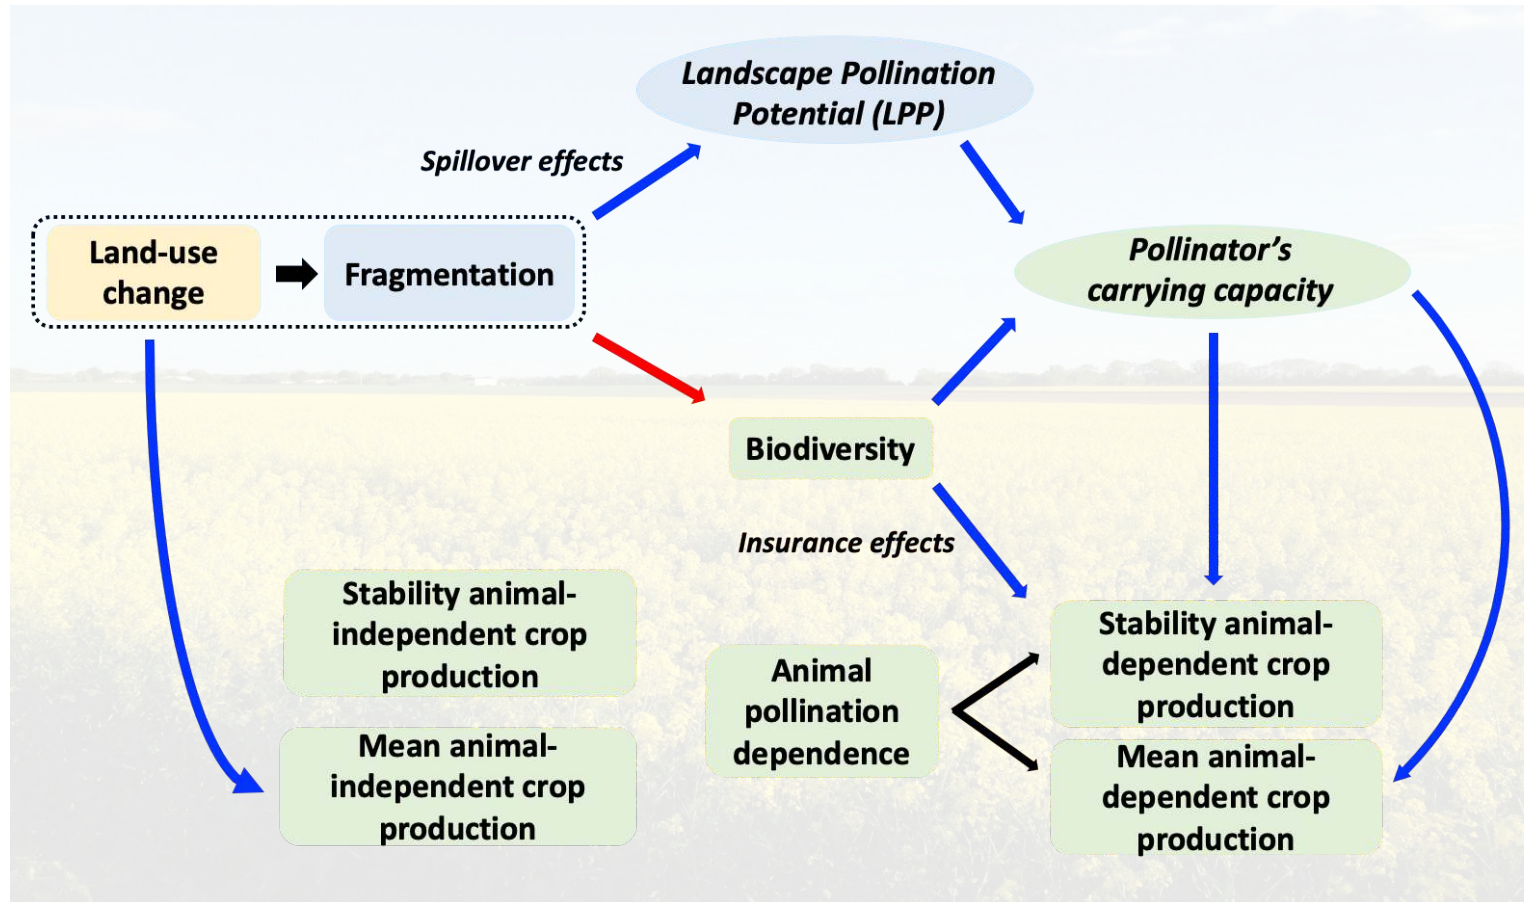 Landscape Pollination
Potential (LPP)
Spillover effects
Land-use
change
Fragmentation
Pollinator’s
carrying capacity
Biodiversity
Insurance effects
Stability animal-
independent crop
production
Mean animal-
independent crop
production
Animal
pollination
dependence
Stability animal-
dependent crop
production
Mean animal-
dependent crop
production